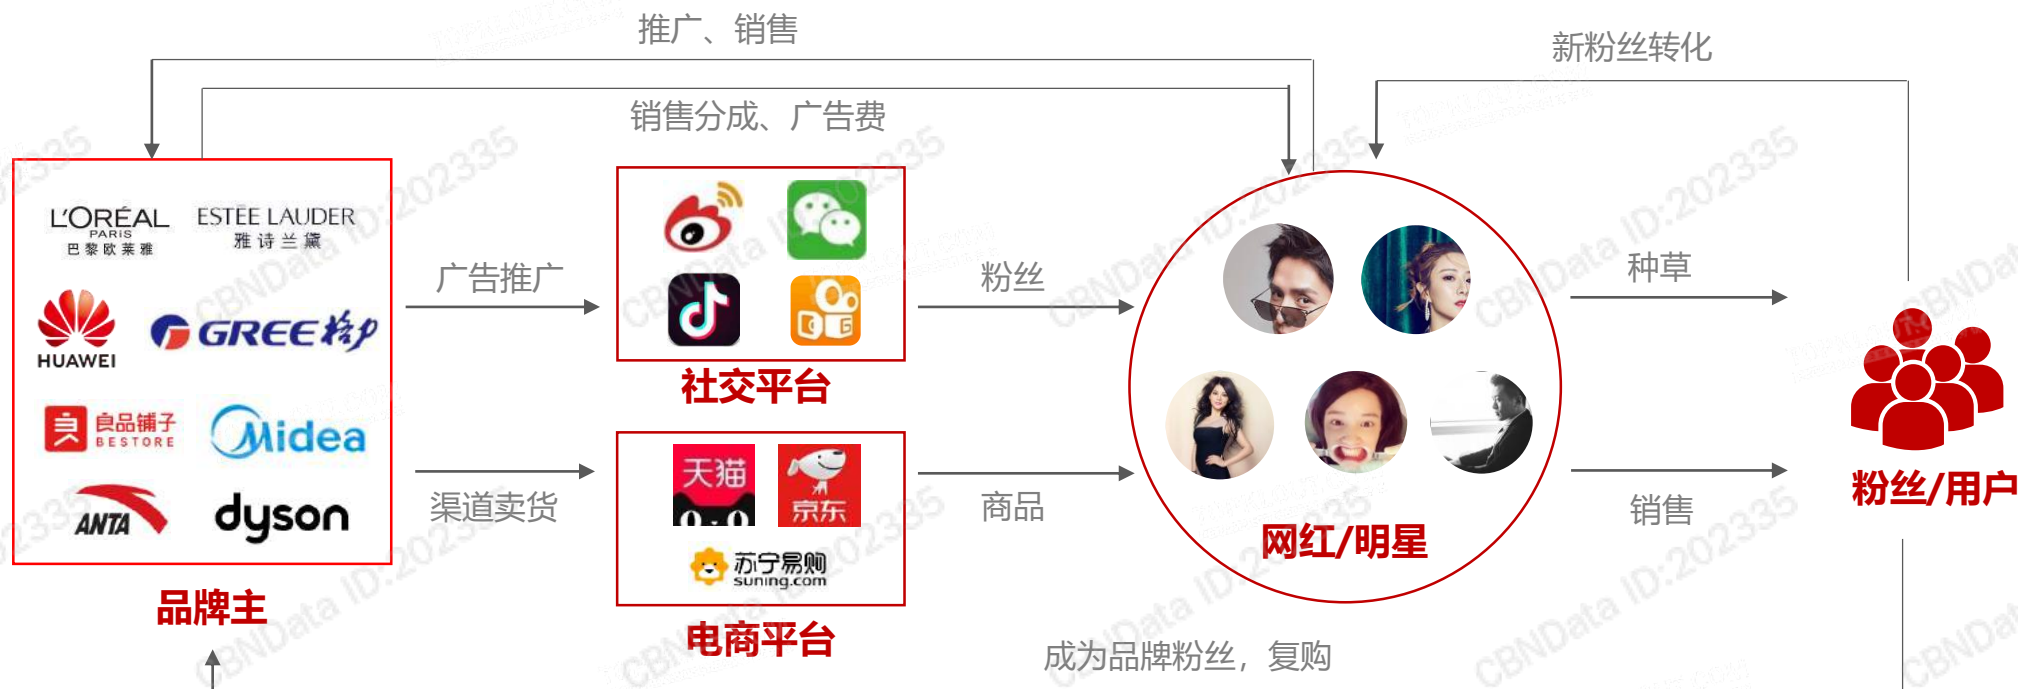 推广、销售
新粉丝转化
销售分成、广告费
L'ORÉAL
PARIS
巴黎欧莱雅
ESTĒE LAUDER
雅诗兰黛
HUAWEI
GREE格力
良品铺子
BESTORE
Midea
ANTA
dyson
品牌主
广告推广
渠道卖货
社交平台
天猫
京东
苏宁易购
suning.com
电商平台
粉丝
商品
网红/明星
种草
销售
粉丝/用户
成为品牌粉丝，复购
CBNData ID:202335